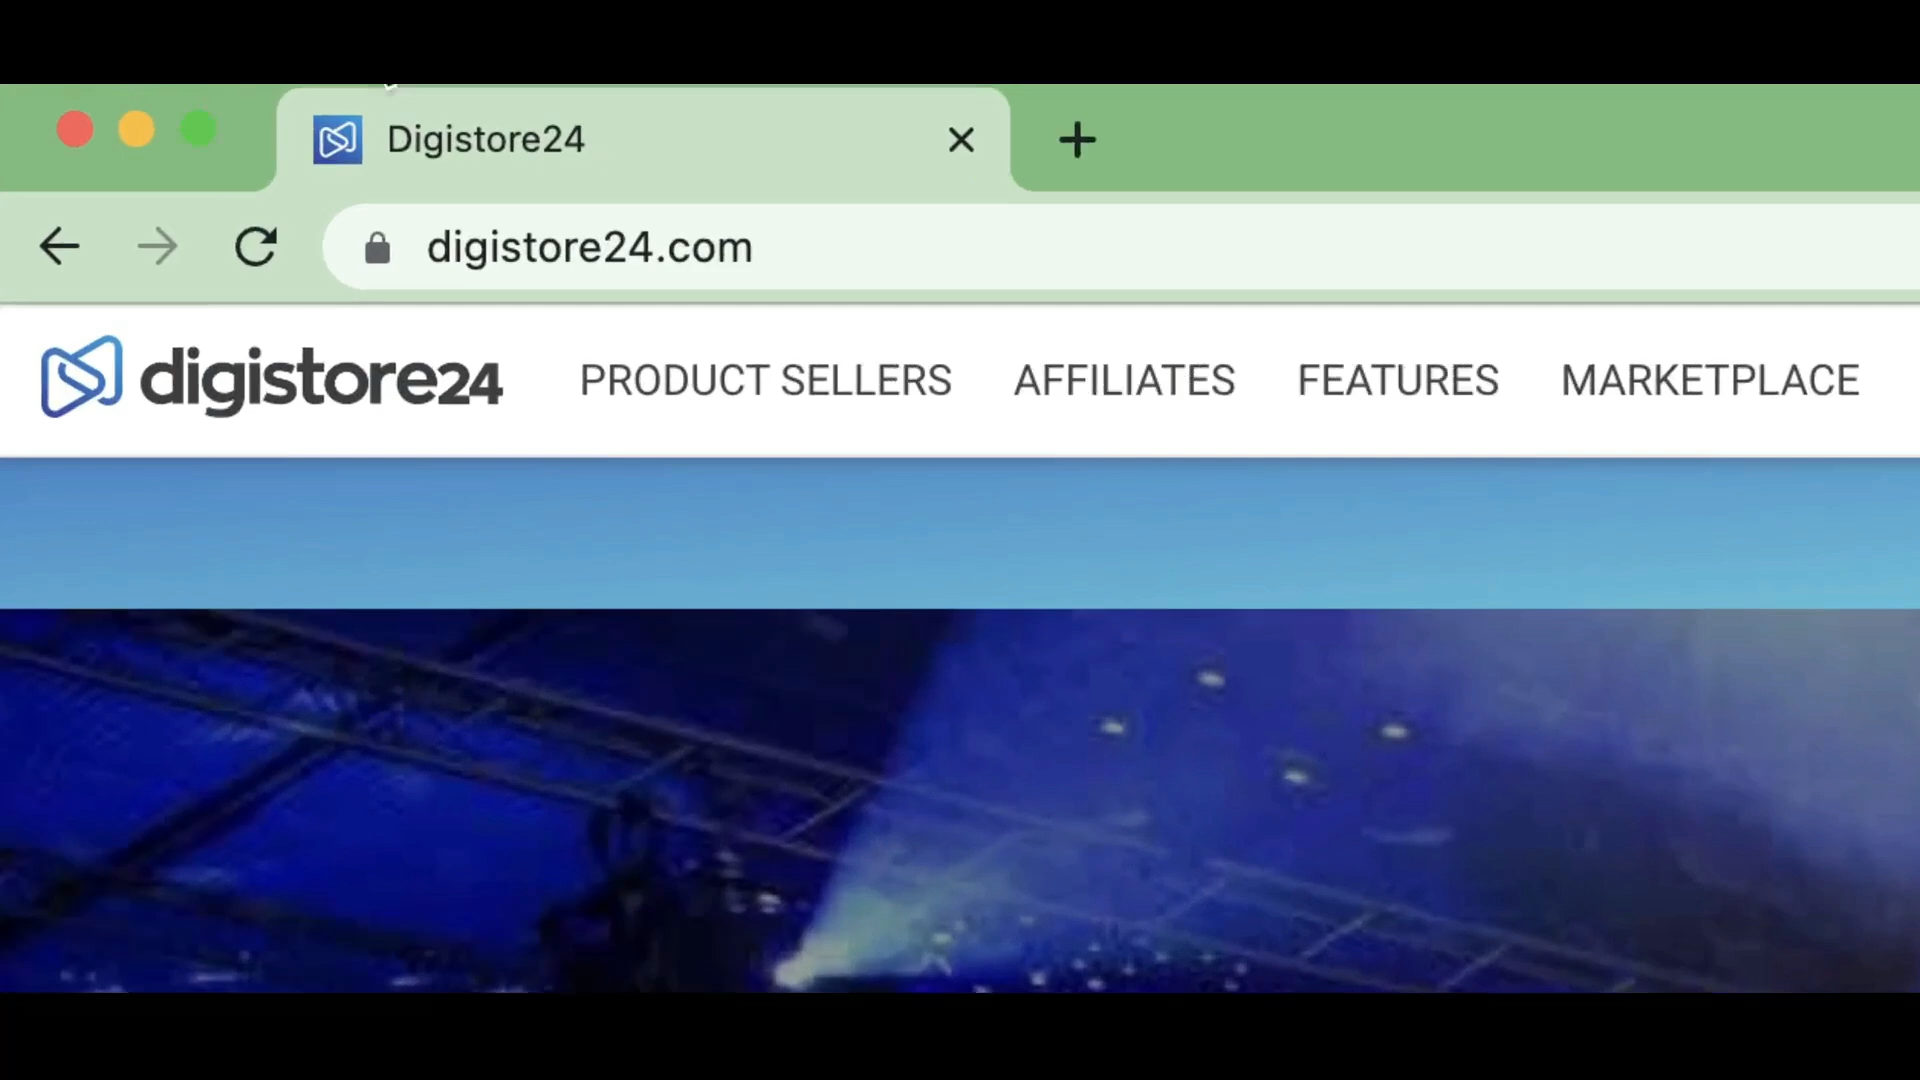 Digistore24
digistore24.com
digistore24 PRODUCT SELLERS AFFILIATES FEATURES MARKETPLACE